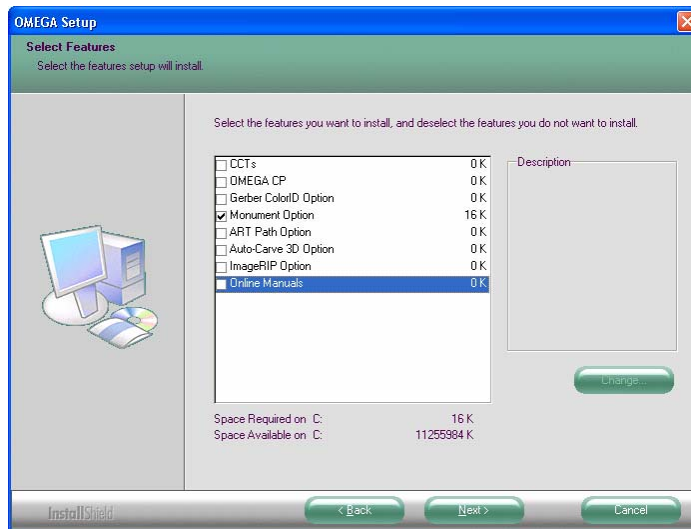 OMEGA Setup
Select Features
Select the features setup will install.
Select the features you want to install, and deselect the features you do not want to install.
CCTs 0 K
OMEGA CP 0 K
Gerber ColorID Option 0 K
Monument Option 16 K
ART Path Option 0 K
Auto-Carve 3D Option 0 K
ImageRIP Option 0 K
Online Manuals 0 K
Description
Change...
Space Required on C: 16 K
Space Available on C: 11255984 K
InstallShield
< Back
Next >
Cancel